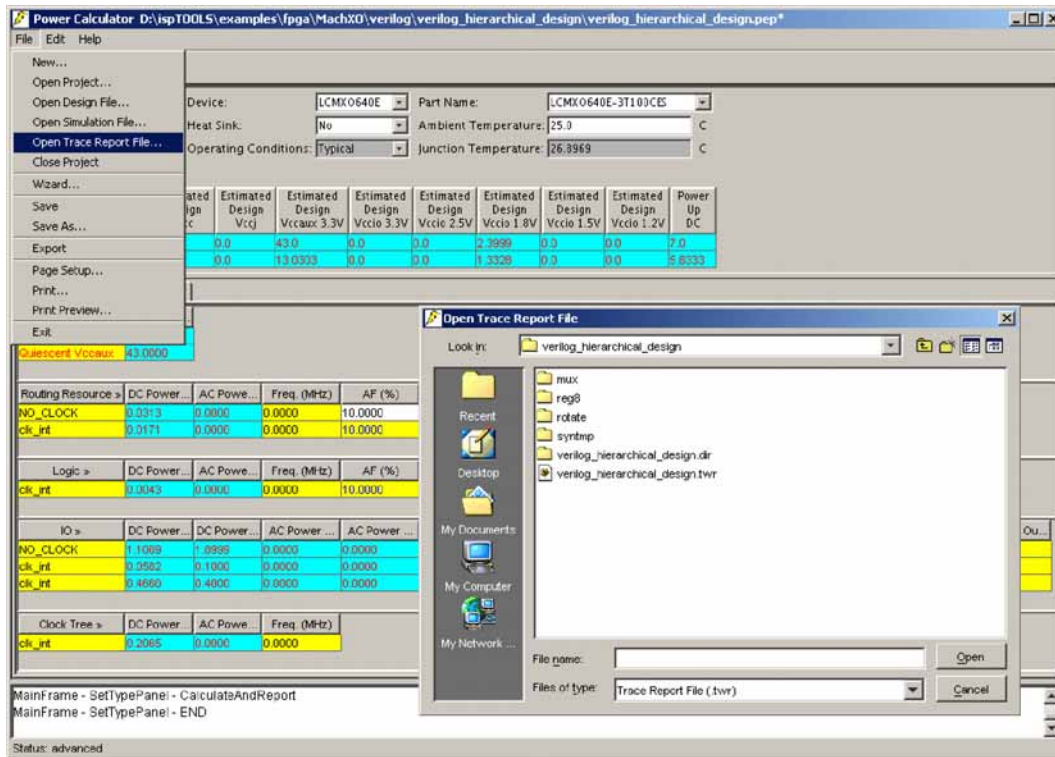 Power Calculator D:\ispTOOLS\examples\fpga\MachXO\verilog\verilog_hierarchical_design\verilog_hierarchical_design.pep*
File Edit Help
New...
Open Project...
Open Design File...
Open Simulation File...
Open Trace Report File...
Close Project
Wizard...
Save
Save As...
Export
Page Setup...
Print...
Print Preview...
Exit
Device: LCMXO640E Part Name: LCMXO640E-3T100CES
Heat Sink: No Ambient Temperature: 25.0 C
Operating Conditions: Typical Junction Temperature: 26.8969 C
ated Estimated Estimated Estimated Estimated Estimated Estimated Estimated Power
ign Design Design Design Design Design Design Design Up
cc Vccj Vccaux 3.3V Vccio 3.3V Vccio 2.5V Vccio 1.8V Vccio 1.5V Vccio 1.2V DC
0.0 43.0 0.0 0.0 2.3999 0.0 0.0 7.0
0.0 13.0303 0.0 0.0 1.3328 0.0 0.0 5.8333
Quiescent Vccaux 43.0000
Routing Resource » DC Power... AC Powe... Freq. (MHz) AF (%)
NO_CLOCK 0.0313 0.0000 0.0000 10.0000
clk_int 0.0171 0.0000 0.0000 10.0000
Logic » DC Power... AC Powe... Freq. (MHz) AF (%)
clk_int 0.0043 0.0000 0.0000 10.0000
IO » DC Power... DC Power... AC Power ... AC Power ... Ou...
NO_CLOCK 1.1089 1.8999 0.0000 0.0000
clk_int 0.0582 0.1000 0.0000 0.0000
clk_int 0.4660 0.4000 0.0000 0.0000
Clock Tree » DC Power... AC Powe... Freq. (MHz)
clk_int 0.2065 0.0000 0.0000
Open Trace Report File
Look in: verilog_hierarchical_design
Recent
Desktop
My Documents
My Computer
My Network ...
mux
reg8
rotate
syntmp
verilog_hierarchical_design.dir
verilog_hierarchical_design.twr
File name: Open
Files of type: Trace Report File (.twr) Cancel
MainFrame - SetTypePanel - CalculateAndReport
MainFrame - SetTypePanel - END
Status: advanced